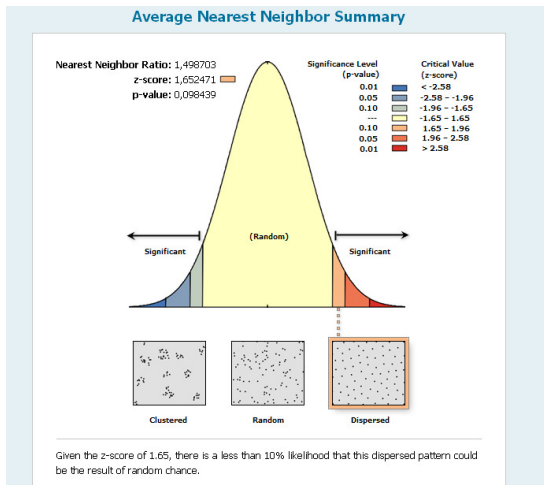 Average Nearest Neighbor Summary
Nearest Neighbor Ratio: 1,498703
z-score: 1,652471
p-value: 0,098439
Significance Level Critical Value
(p-value) (z-score)
0.01 < -2.58
0.05 -2.58 – -1.96
0.10 -1.96 – -1.65
--- -1.65 – 1.65
0.10 1.65 – 1.96
0.05 1.96 – 2.58
0.01 > 2.58
(Random)
Significant Significant
Clustered Random Dispersed
Given the z-score of 1.65, there is a less than 10% likelihood that this dispersed pattern could
be the result of random chance.